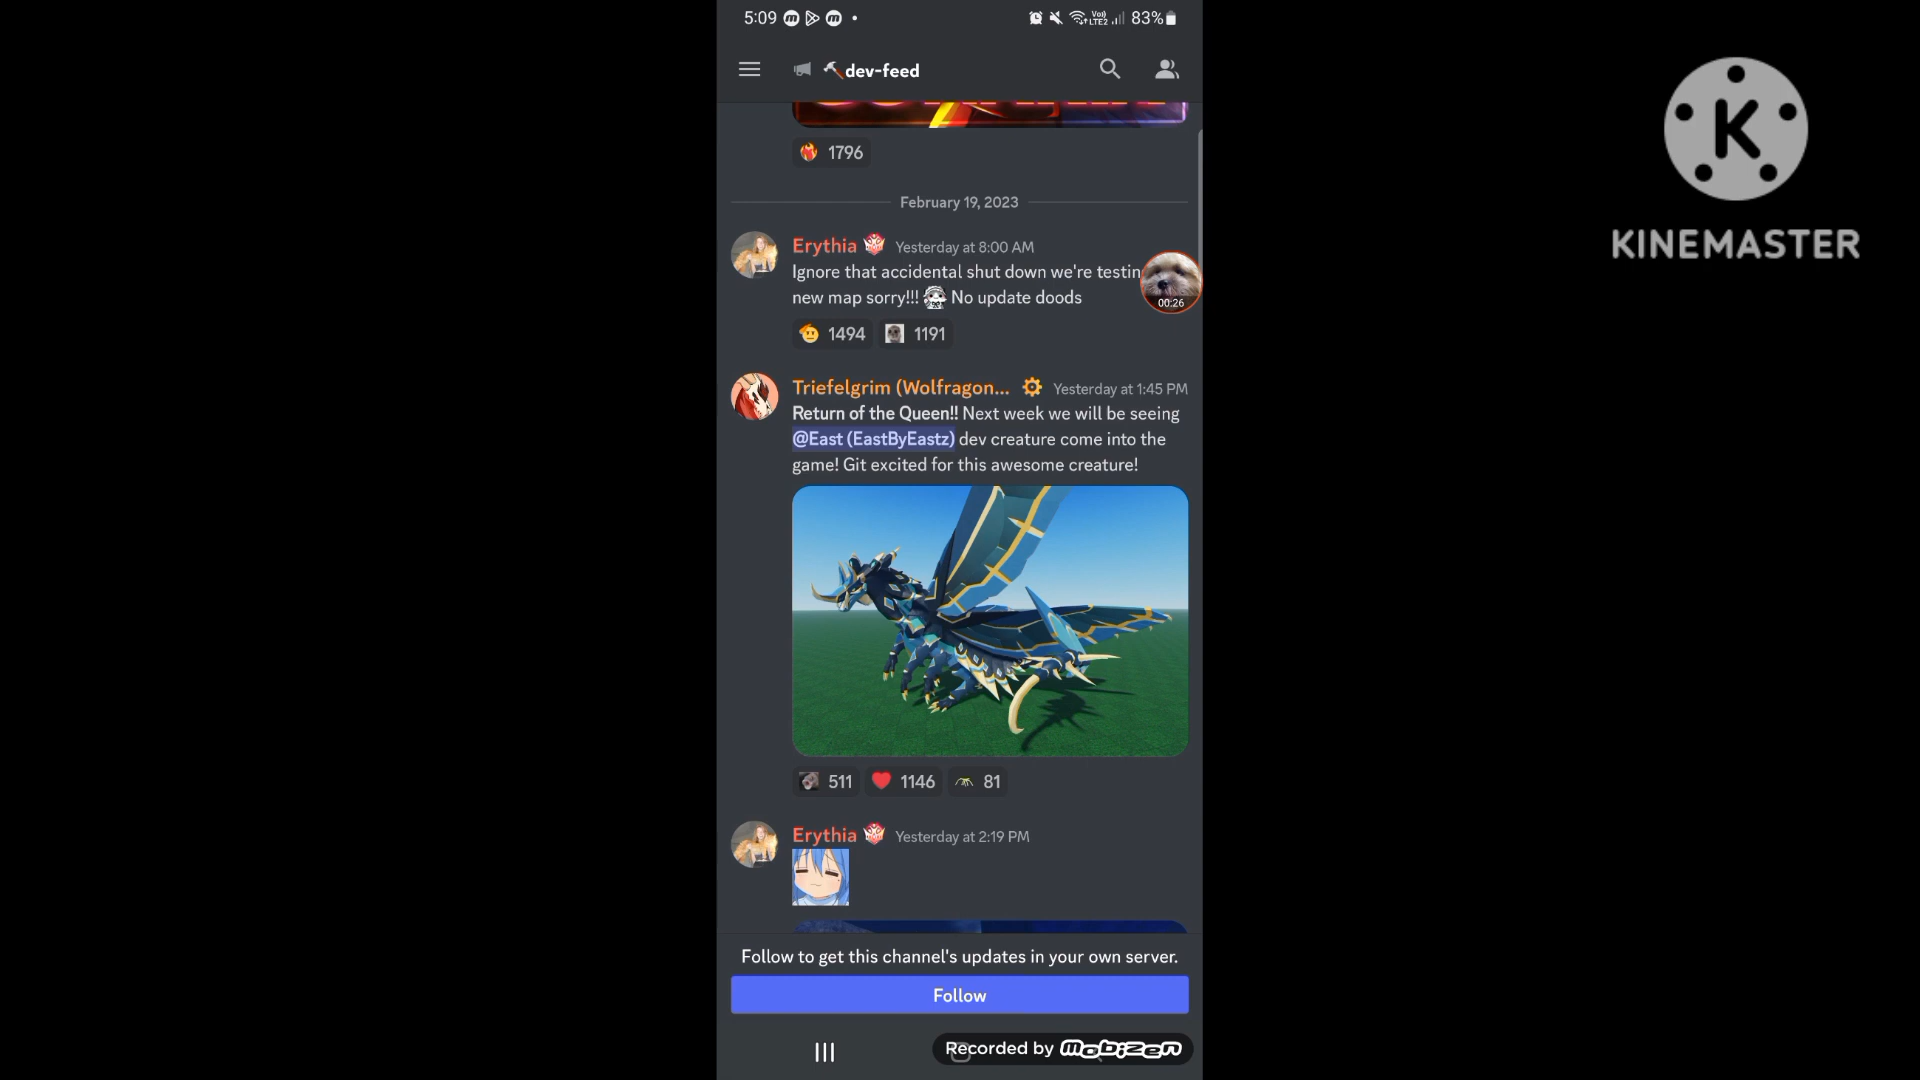 5:09
Vo)) LTE2 83%
dev-feed
1796
February 19, 2023
Erythia Yesterday at 8:00 AM
Ignore that accidental shut down we're testin
new map sorry!!! No update doods
00:26
1494 1191
Triefelgrim (Wolfragon... Yesterday at 1:45 PM
Return of the Queen!! Next week we will be seeing
@East (EastByEastz) dev creature come into the
game! Git excited for this awesome creature!
511 1146 81
Erythia Yesterday at 2:19 PM
Follow to get this channel's updates in your own server.
Follow
Recorded by Mobizen
K
KINEMASTER